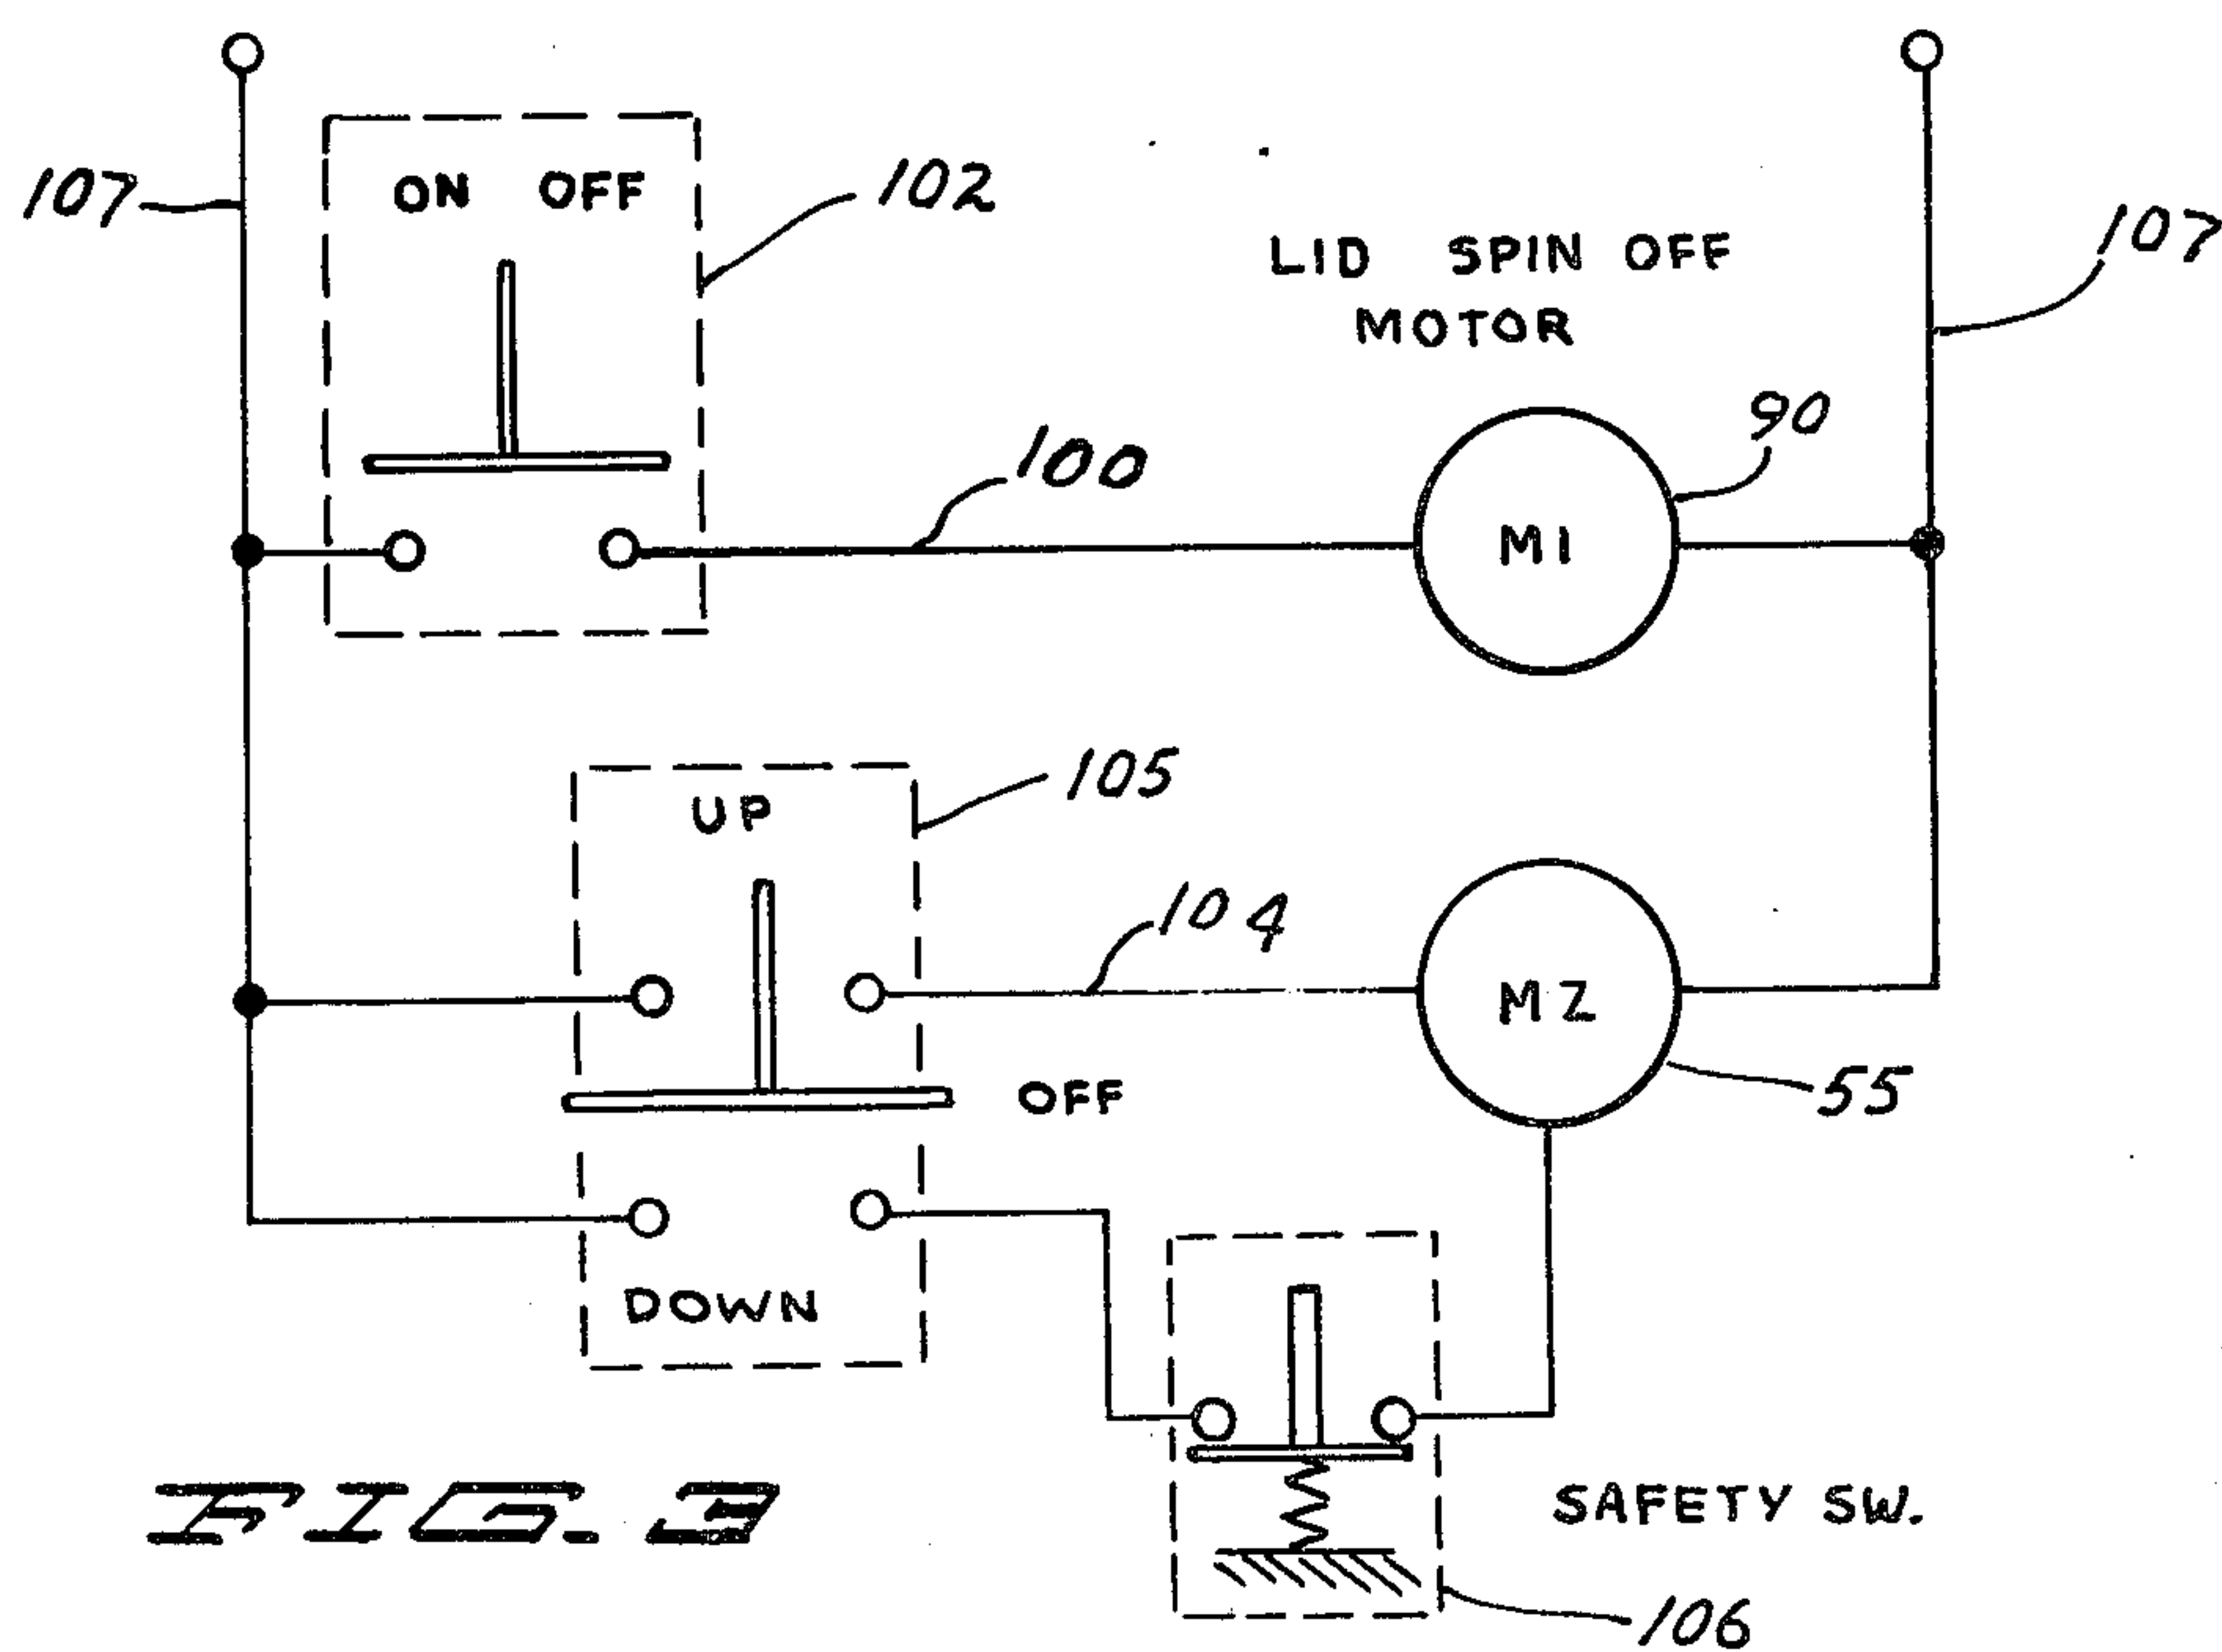 107
ON OFF
102
LID SPIN OFF
MOTOR
107
90
100
M1
UP
105
104
MZ
OFF
55
DOWN
FIG. 3
SAFETY SW.
106